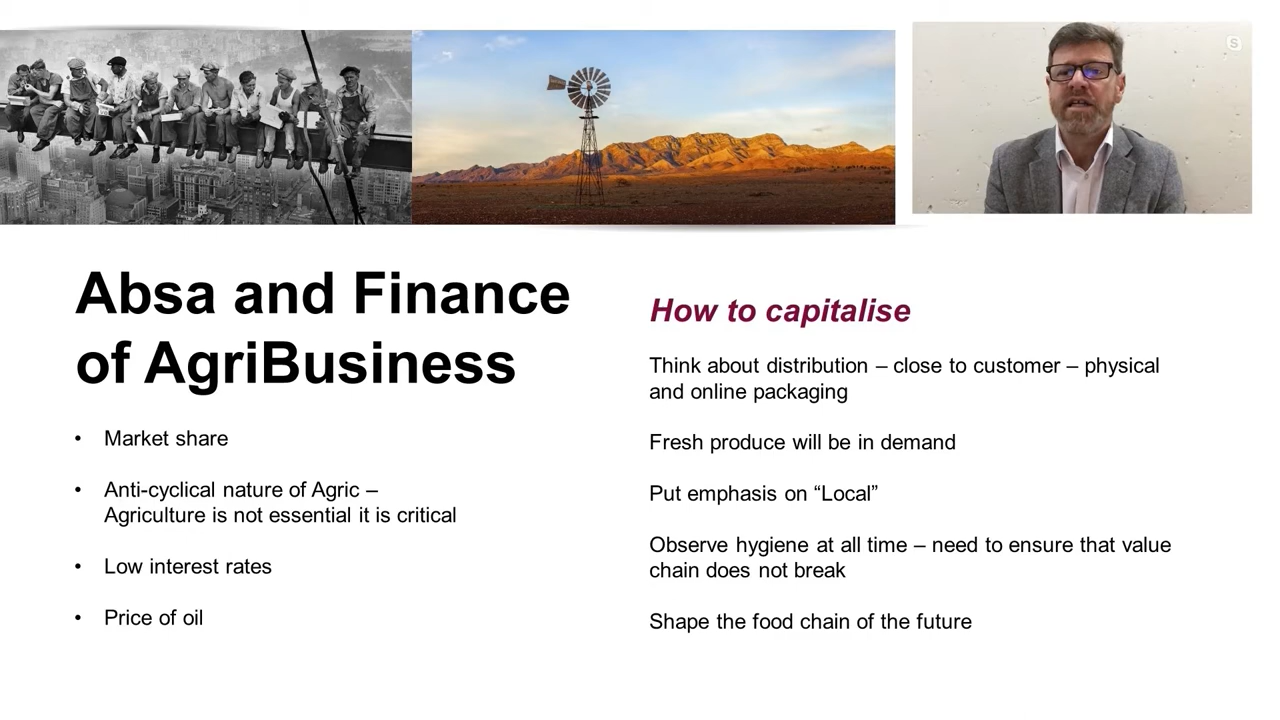 Absa and Finance
of AgriBusiness
• Market share
• Anti-cyclical nature of Agric –
Agriculture is not essential it is critical
• Low interest rates
• Price of oil
How to capitalise
Think about distribution – close to customer – physical
and online packaging
Fresh produce will be in demand
Put emphasis on “Local”
Observe hygiene at all time – need to ensure that value
chain does not break
Shape the food chain of the future
S